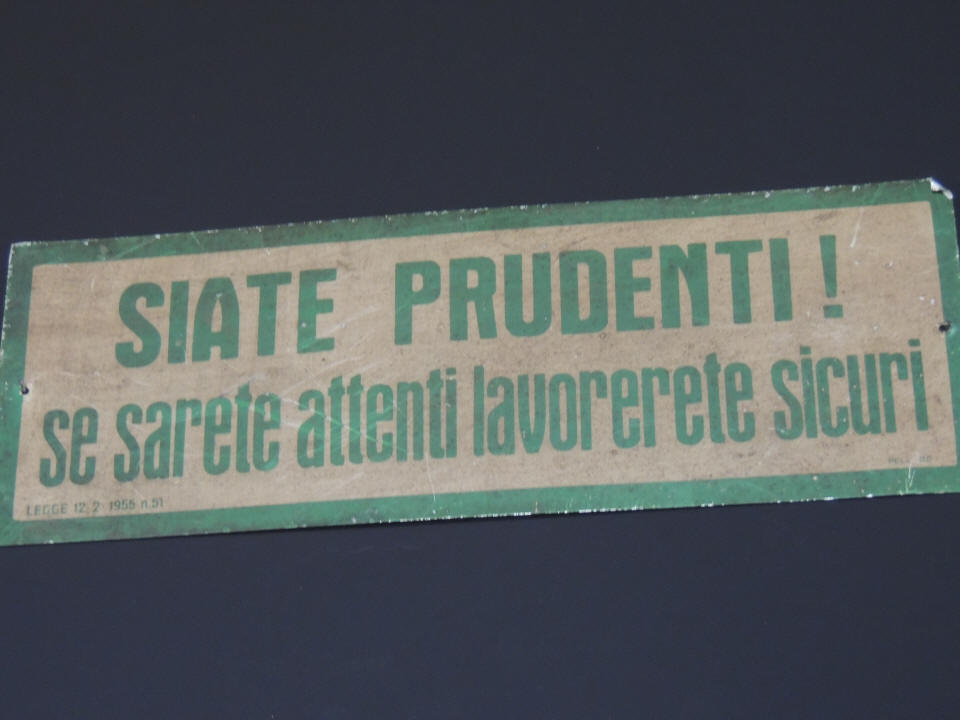 SIATE PRUDENTI!
se sarete attenti lavorerete sicuri
LEGGE 12. 2. 1955 n.51